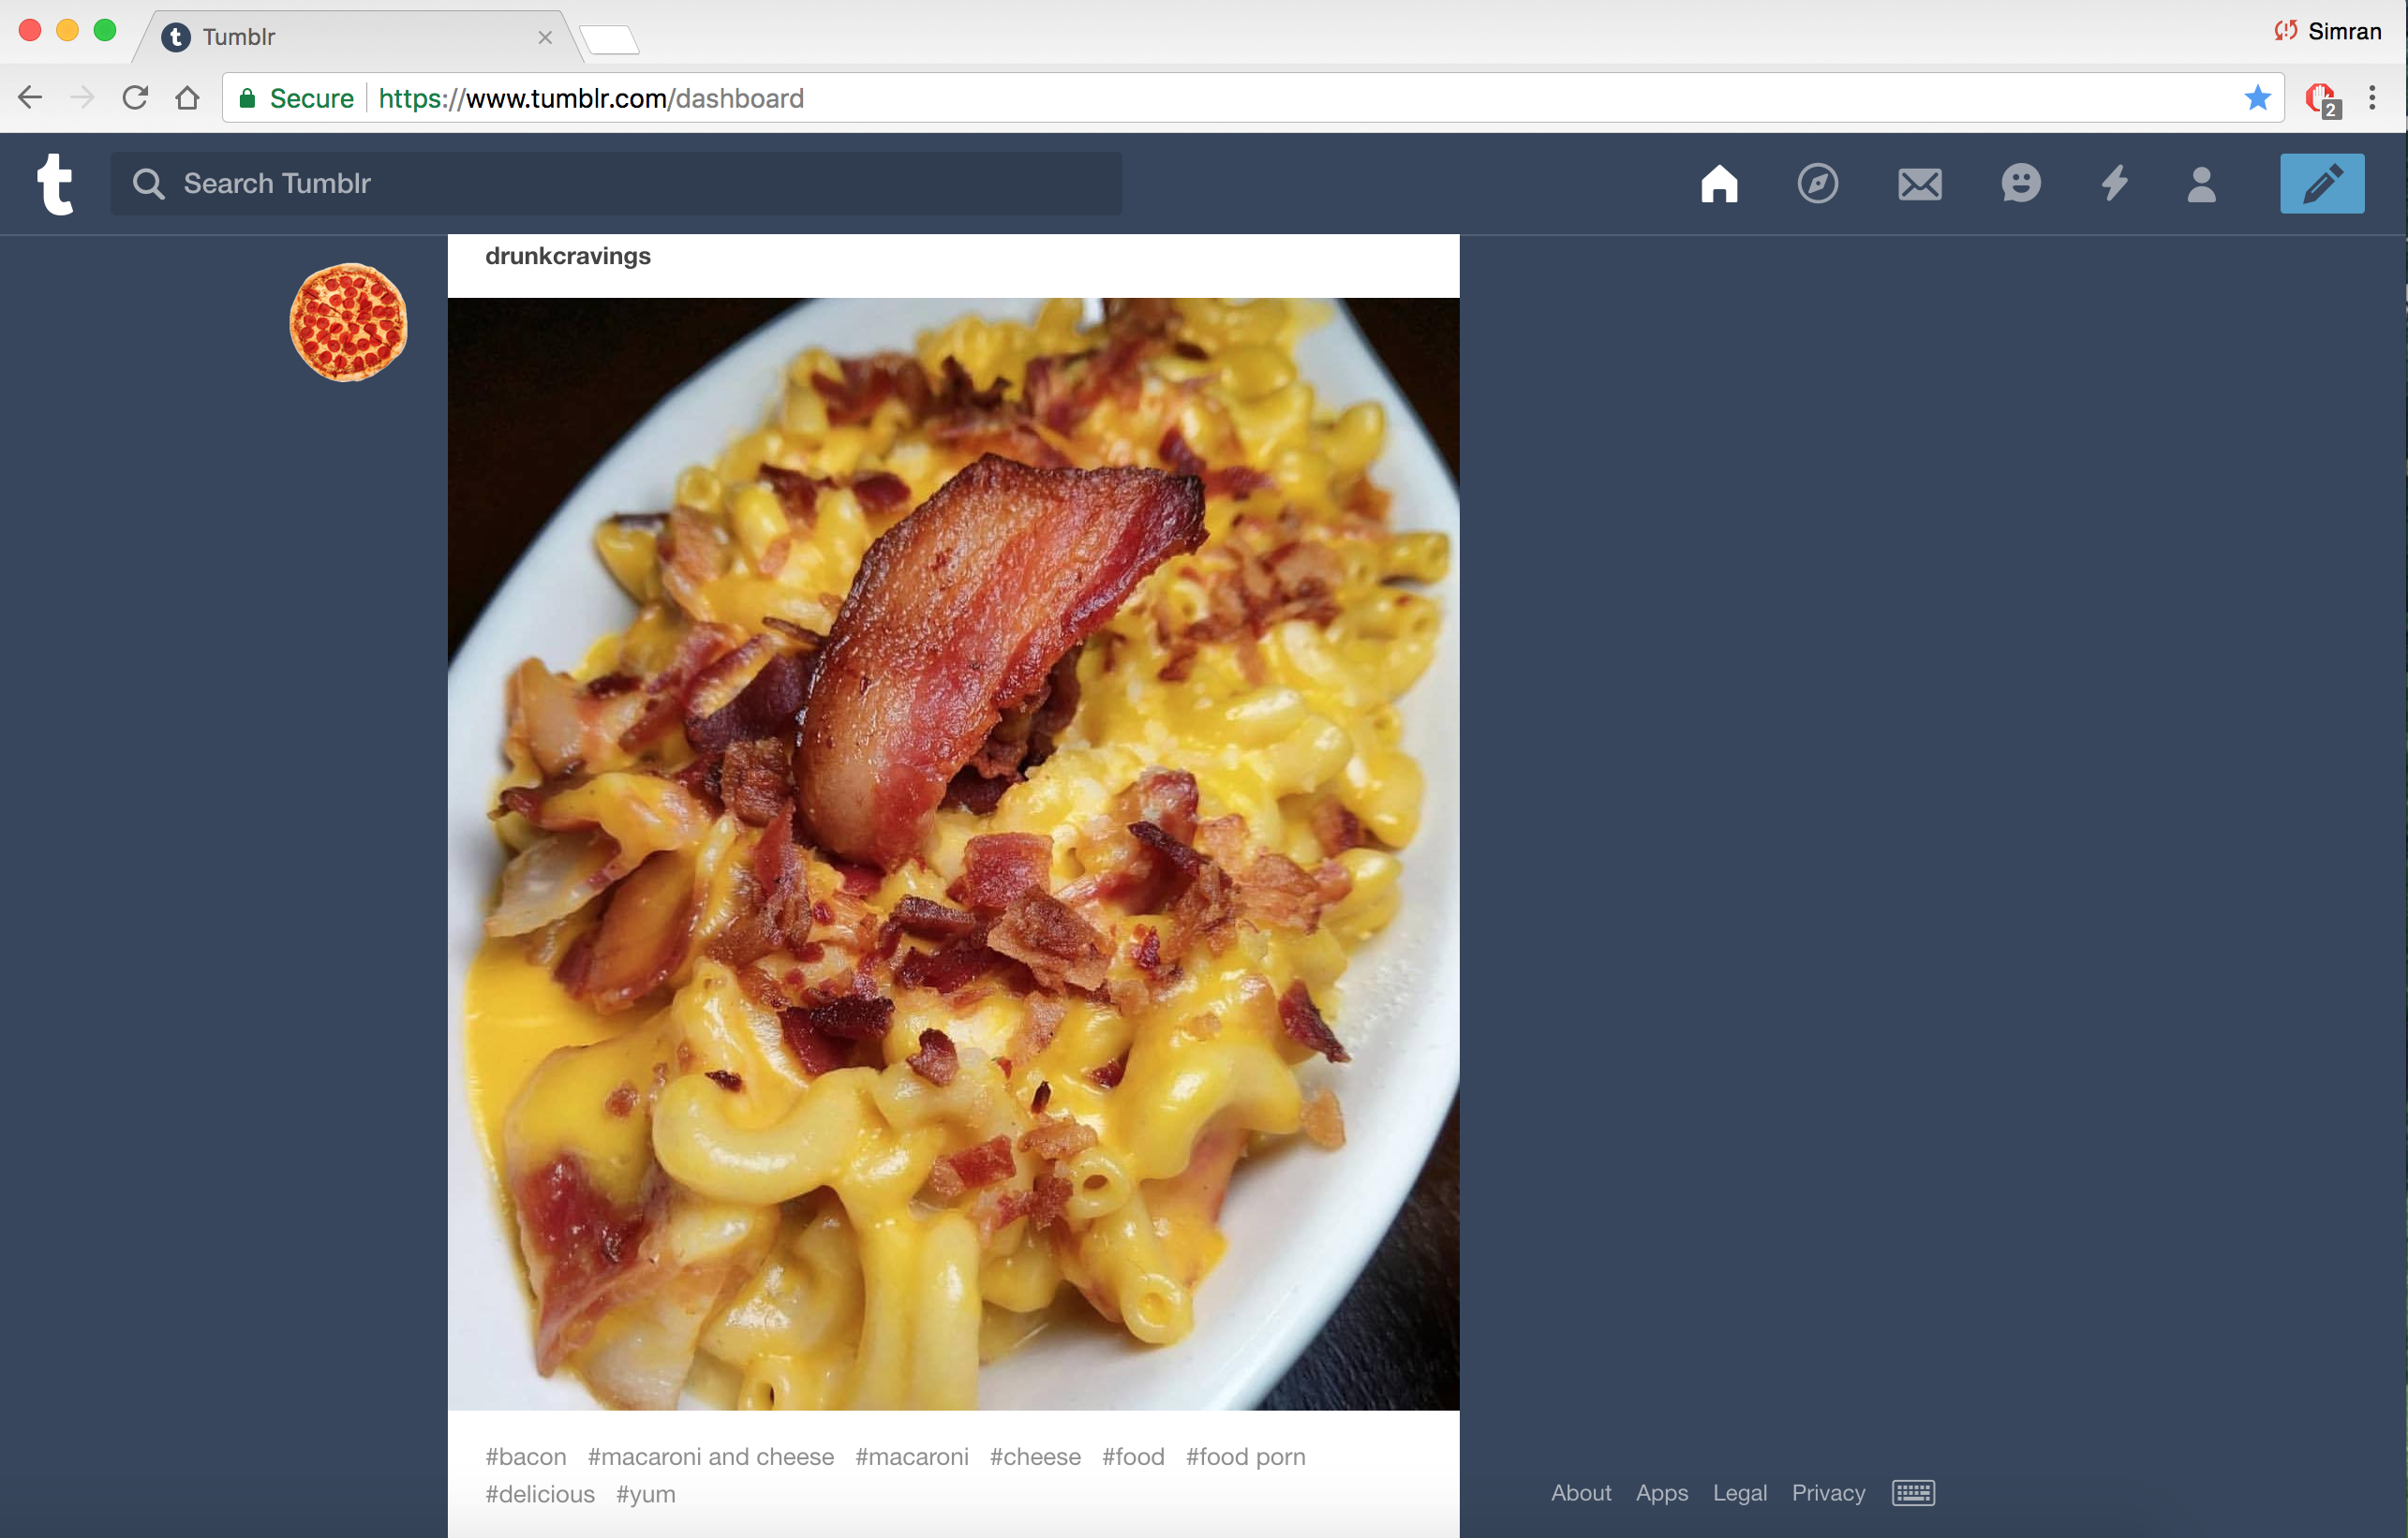 Tumblr
Simran
Secure https://www.tumblr.com/dashboard
2
t Search Tumblr
drunkcravings
#bacon #macaroni and cheese #macaroni #cheese #food #food porn
#delicious #yum
About Apps Legal Privacy